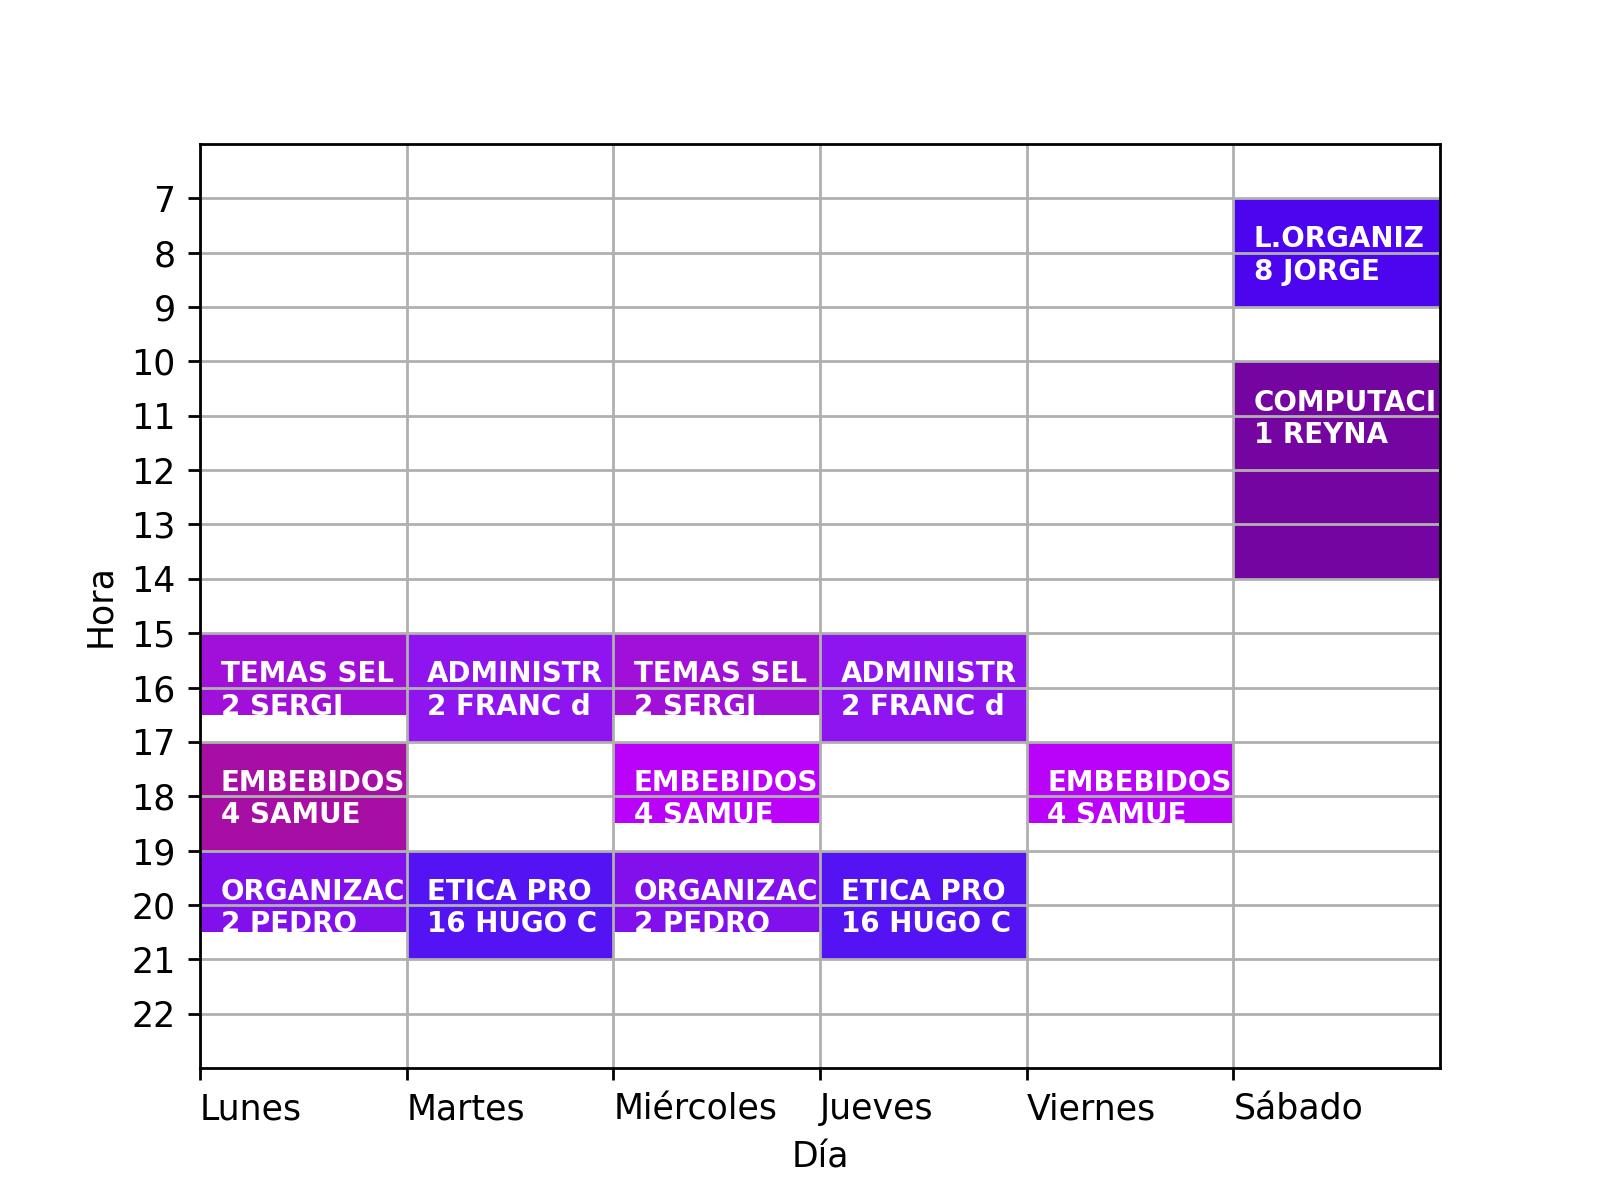 7
L.ORGANIZ
8
8 JORGE
9
10
COMPUTACI
11
1 REYNA
12
13
14
Hora
15
TEMAS SEL ADMINISTR TEMAS SEL ADMINISTR
16
2 SERGI 2 FRANC d 2 SERGI 2 FRANC d
17
EMBEBIDOS EMBEBIDOS EMBEBIDOS
18
4 SAMUE 4 SAMUE 4 SAMUE
19
ORGANIZAC ETICA PRO ORGANIZAC ETICA PRO
20
2 PEDRO 16 HUGO C 2 PEDRO 16 HUGO C
21
22
Lunes Martes Miércoles Jueves Viernes Sábado
Día